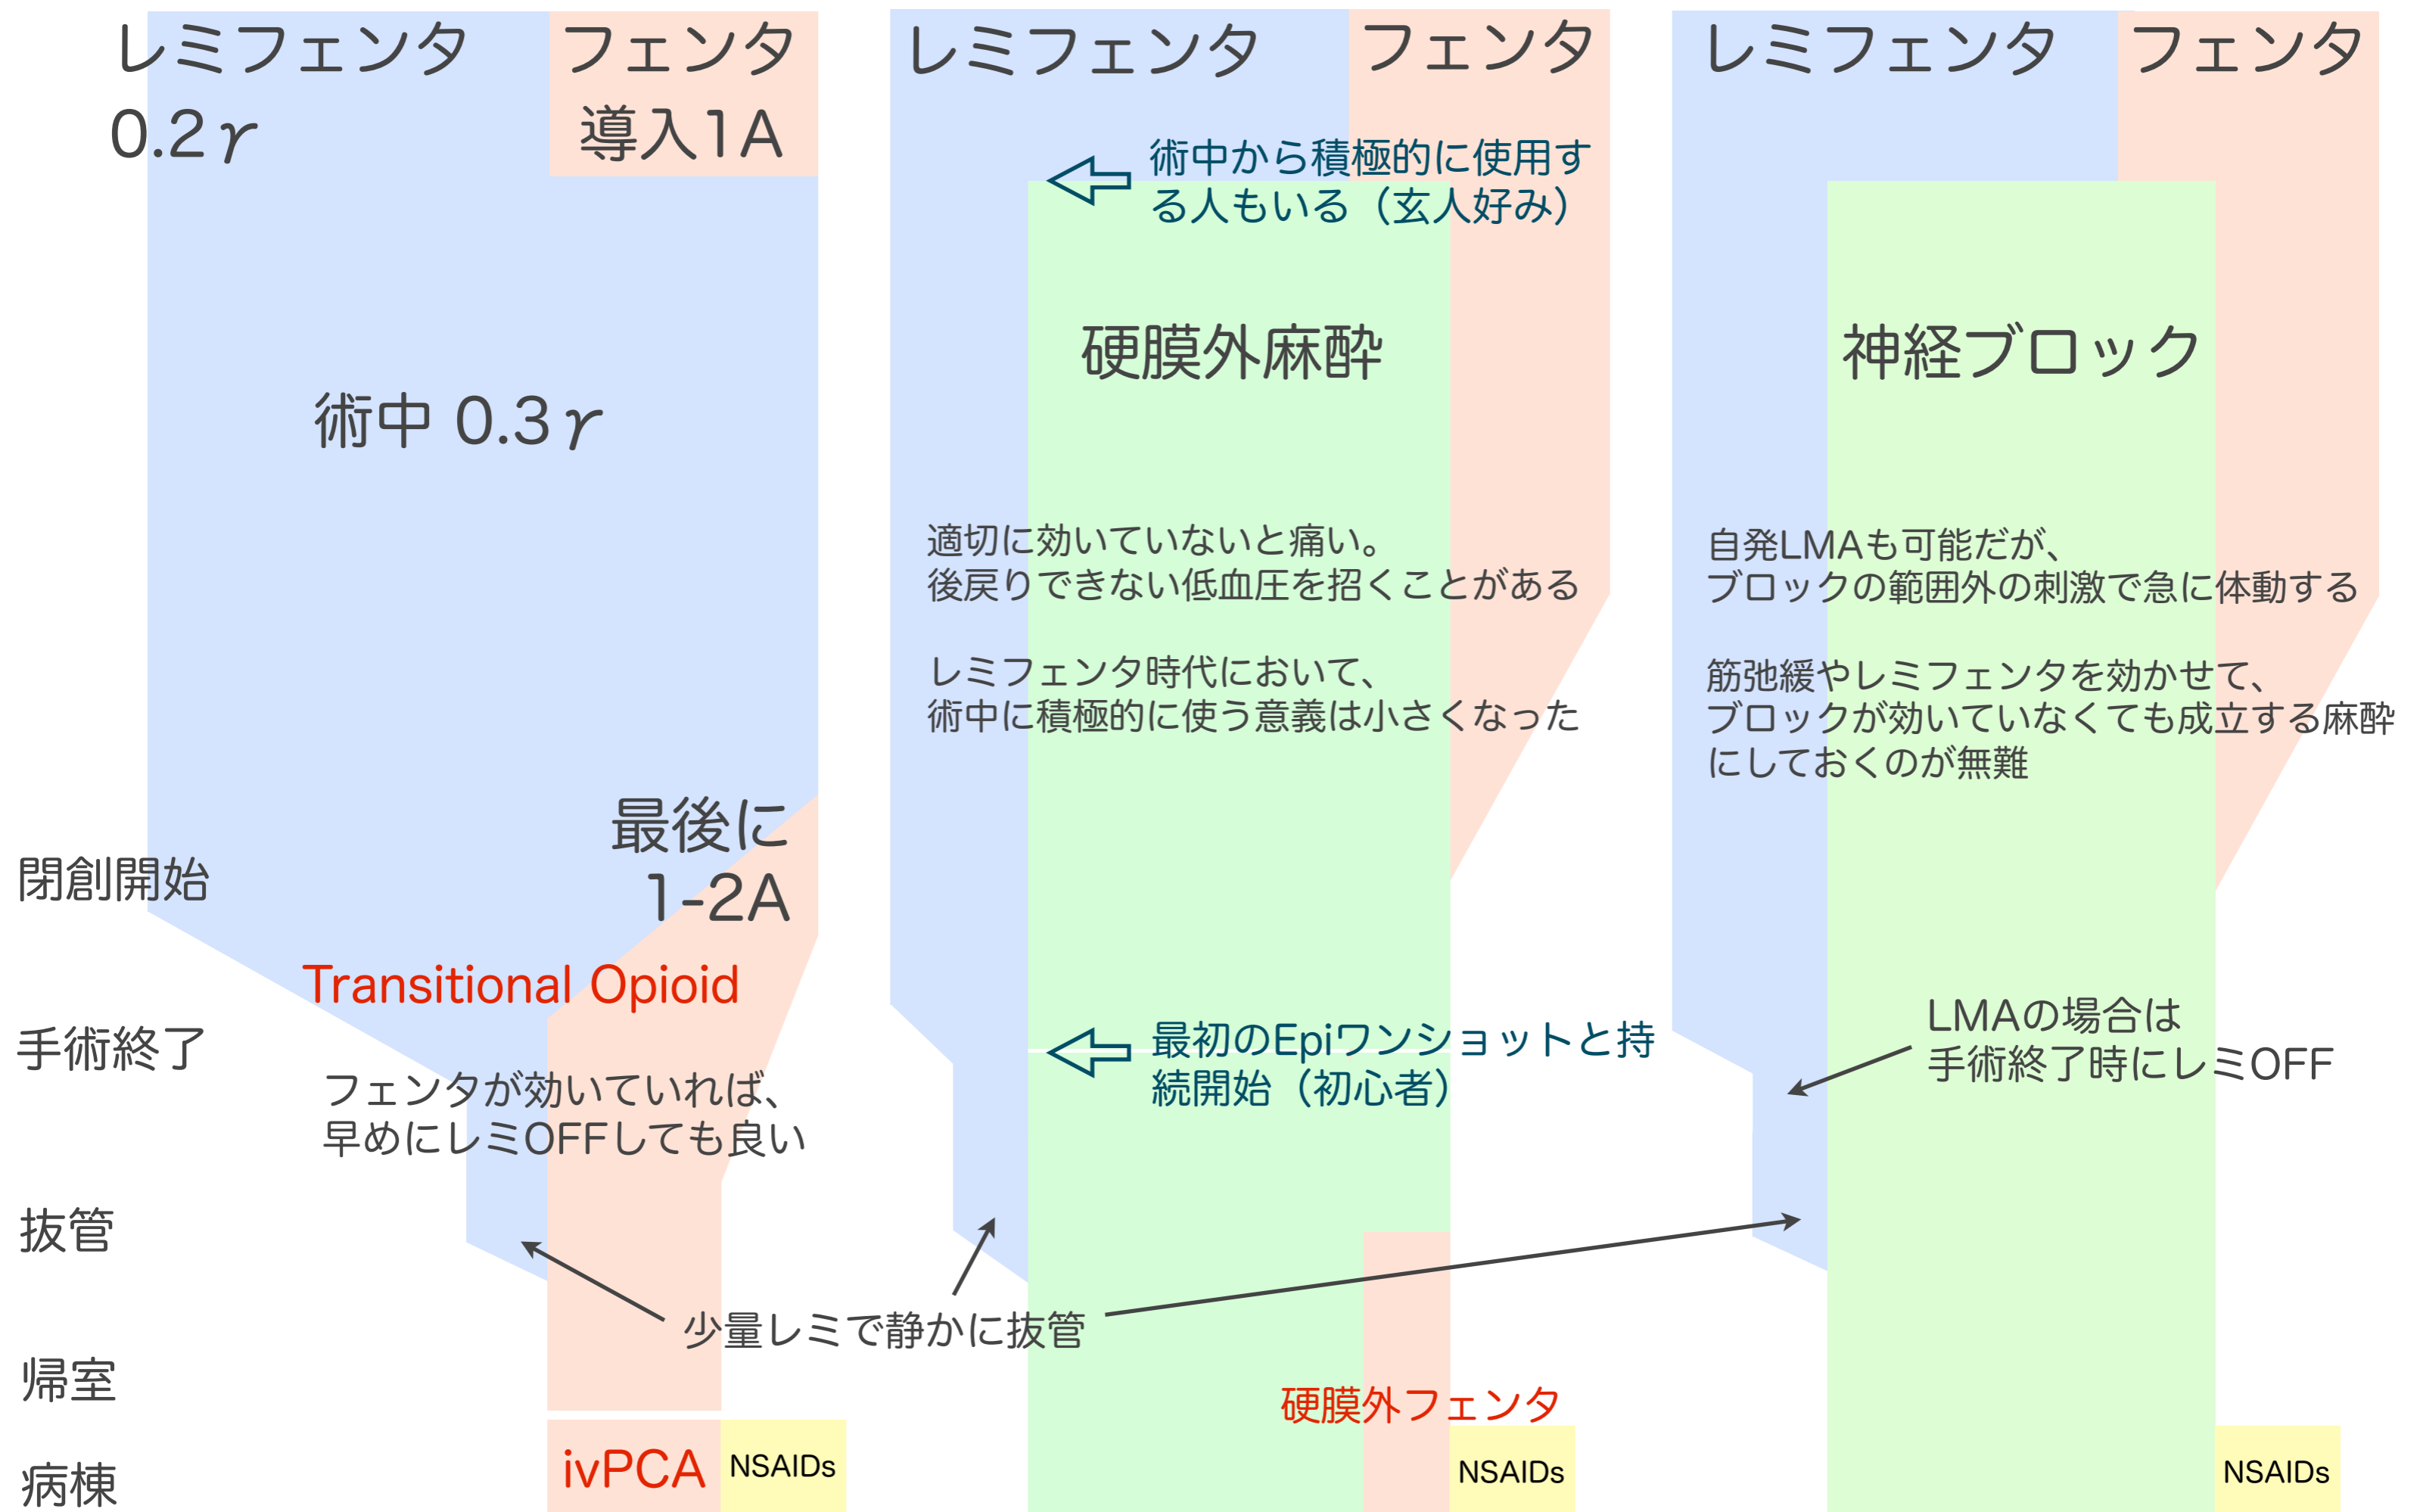 レミフェンタ
0.2γ
フェンタ
導入1A
術中 0.3γ
最後に
1-2A
Transitional Opioid
フェンタが効いていれば、
早めにレミOFFしても良い
閉創開始
手術終了
抜管
帰室
病棟
ivPCA
NSAIDs
少量レミで静かに抜管
レミフェンタ
フェンタ
術中から積極的に使用す
る人もいる（玄人好み）
硬膜外麻酔
適切に効いていないと痛い。
後戻りできない低血圧を招くことがある
レミフェンタ時代において、
術中に積極的に使う意義は小さくなった
最初のEpiワンショットと持
続開始（初心者）
硬膜外フェンタ
NSAIDs
レミフェンタ
フェンタ
神経ブロック
自発LMAも可能だが、
ブロックの範囲外の刺激で急に体動する
筋弛緩やレミフェンタを効かせて、
ブロックが効いていなくても成立する麻酔
にしておくのが無難
LMAの場合は
手術終了時にレミOFF
NSAIDs